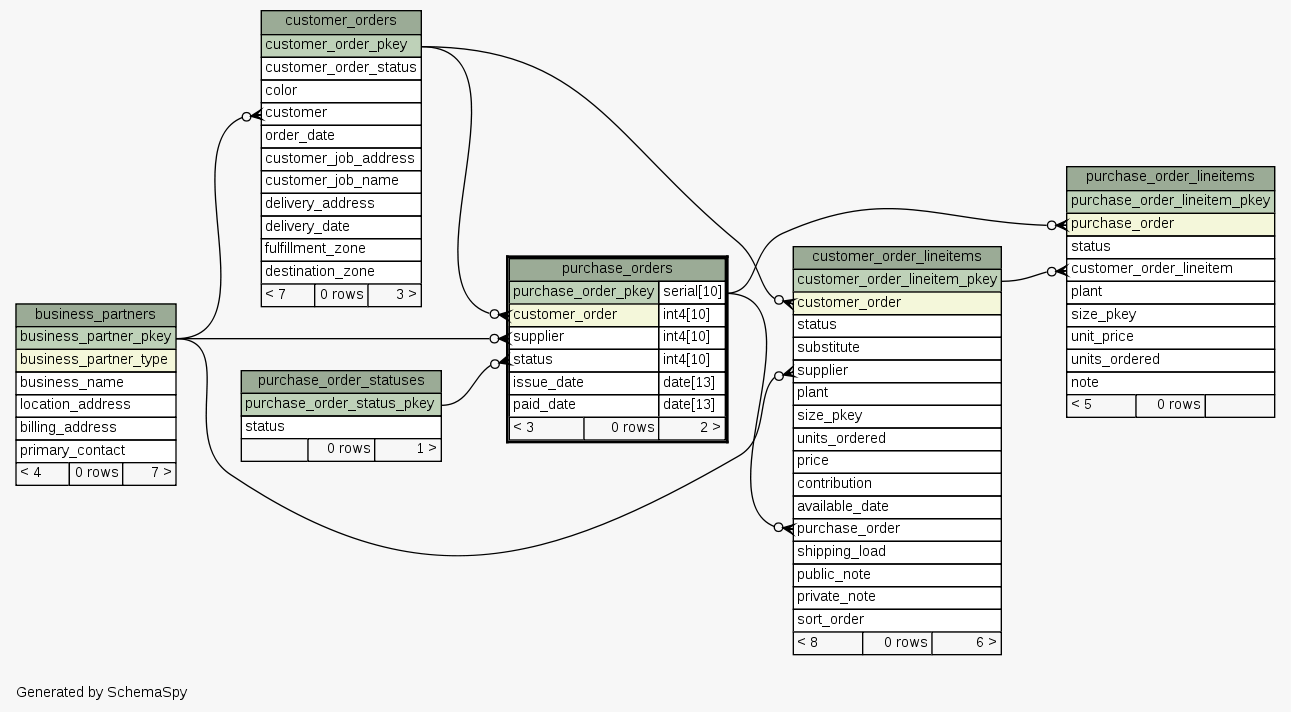 customer_orders
customer_order_pkey
customer_order_status
color
customer
order_date
customer_job_address
customer_job_name
delivery_address
delivery_date
fulfillment_zone
destination_zone
< 7 0 rows 3 >
business_partners
business_partner_pkey
business_partner_type
business_name
location_address
billing_address
primary_contact
< 4 0 rows 7 >
purchase_order_statuses
purchase_order_status_pkey
status
0 rows 1 >
purchase_orders
purchase_order_pkey serial[10]
customer_order int4[10]
supplier int4[10]
status int4[10]
issue_date date[13]
paid_date date[13]
< 3 0 rows 2 >
customer_order_lineitems
customer_order_lineitem_pkey
customer_order
status
substitute
supplier
plant
size_pkey
units_ordered
price
contribution
available_date
purchase_order
shipping_load
public_note
private_note
sort_order
< 8 0 rows 6 >
purchase_order_lineitems
purchase_order_lineitem_pkey
purchase_order
status
customer_order_lineitem
plant
size_pkey
unit_price
units_ordered
note
< 5 0 rows
Generated by SchemaSpy